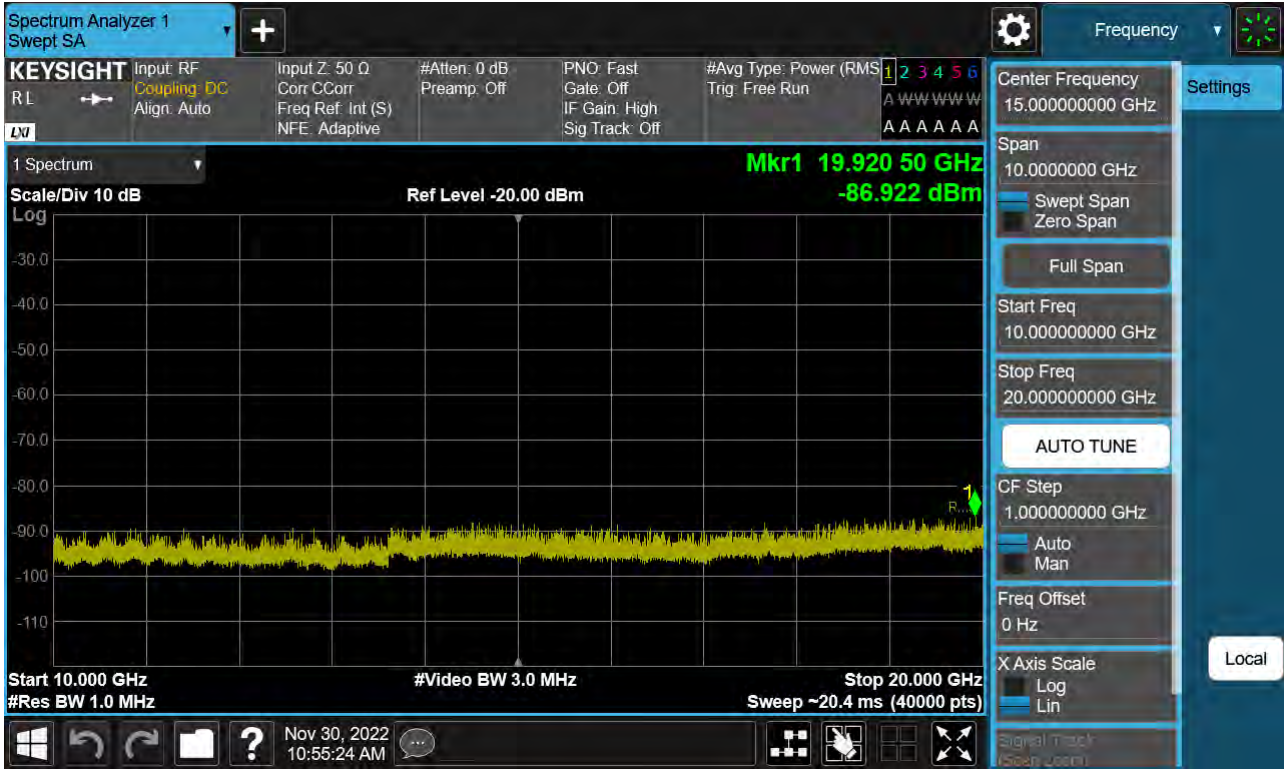 Spectrum Analyzer 1
Swept SA
+
Frequency
KEYSIGHT
RL
LXI
Input: RF
Coupling: DC
Align: Auto
Input Z: 50 Ω
Corr CCorr
Freq Ref: Int (S)
NFE: Adaptive
#Atten: 0 dB
Preamp: Off
PNO: Fast
Gate: Off
IF Gain: High
Sig Track: Off
#Avg Type: Power (RMS
Trig: Free Run
1 2 3 4 5 6
A W W W W W
A A A A A A
1 Spectrum
Scale/Div 10 dB
Log
Ref Level -20.00 dBm
Mkr1 19.920 50 GHz
-86.922 dBm
-30.0
-40.0
-50.0
-60.0
-70.0
-80.0
-90.0
-100
-110
1
R...
Start 10.000 GHz
#Res BW 1.0 MHz
#Video BW 3.0 MHz
Stop 20.000 GHz
Sweep ~20.4 ms (40000 pts)
Center Frequency
15.000000000 GHz
Span
10.0000000 GHz
Swept Span
Zero Span
Full Span
Start Freq
10.000000000 GHz
Stop Freq
20.000000000 GHz
AUTO TUNE
CF Step
1.000000000 GHz
Auto
Man
Freq Offset
0 Hz
X Axis Scale
Log
Lin
Signal Track
(Span Zoom)
Settings
Local
?
Nov 30, 2022
10:55:24 AM